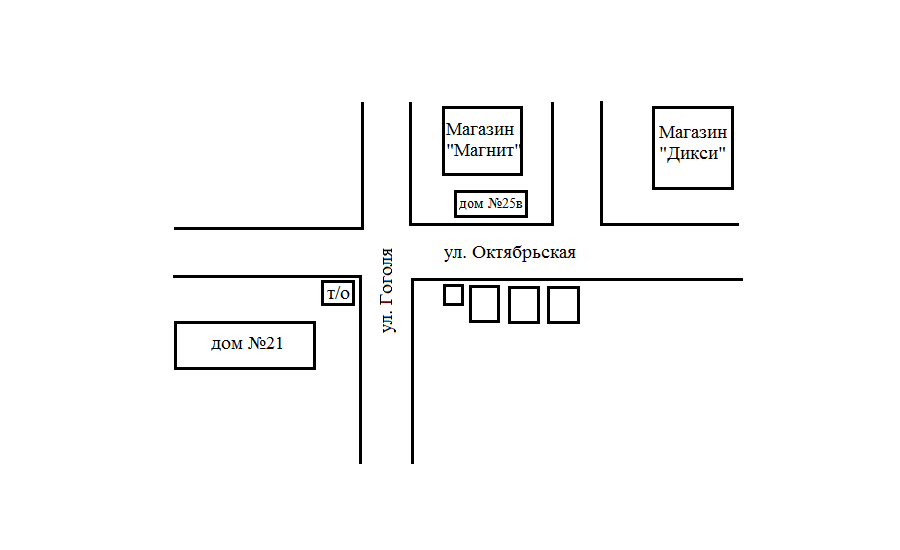 Магазин
"Магнит"
Магазин
"Дикси"
дом №25в
ул. Октябрьская
ул. Гоголя
т/о
дом №21